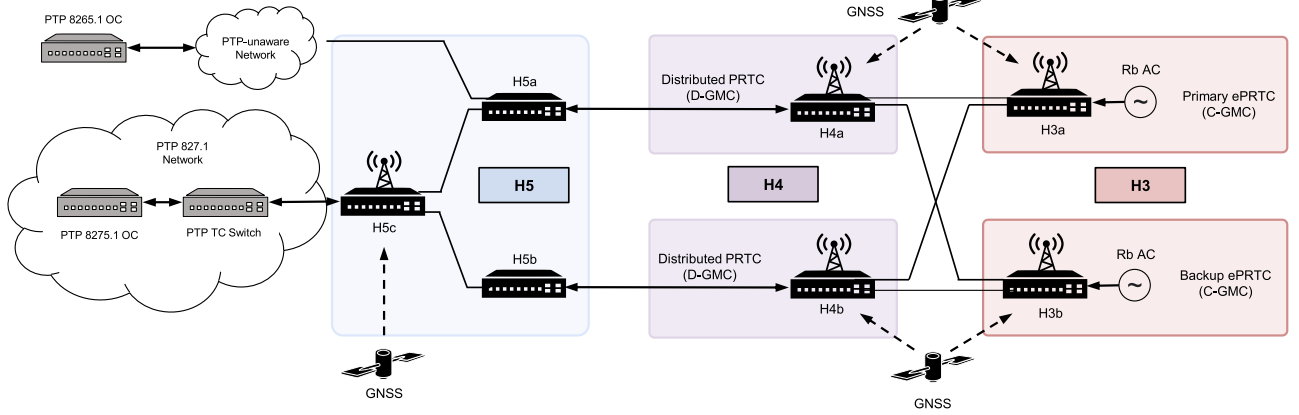 PTP 8265.1 OC
PTP-unaware
Network
PTP 827.1
Network
PTP 8275.1 OC
PTP TC Switch
H5a
H5
H5c
H5b
GNSS
Distributed PRTC
(D-GMC)
H4a
H4
Distributed PRTC
(D-GMC)
H4b
GNSS
Rb AC
Primary ePRTC
(C-GMC)
H3a
H3
Rb AC
Backup ePRTC
(C-GMC)
H3b
GNSS